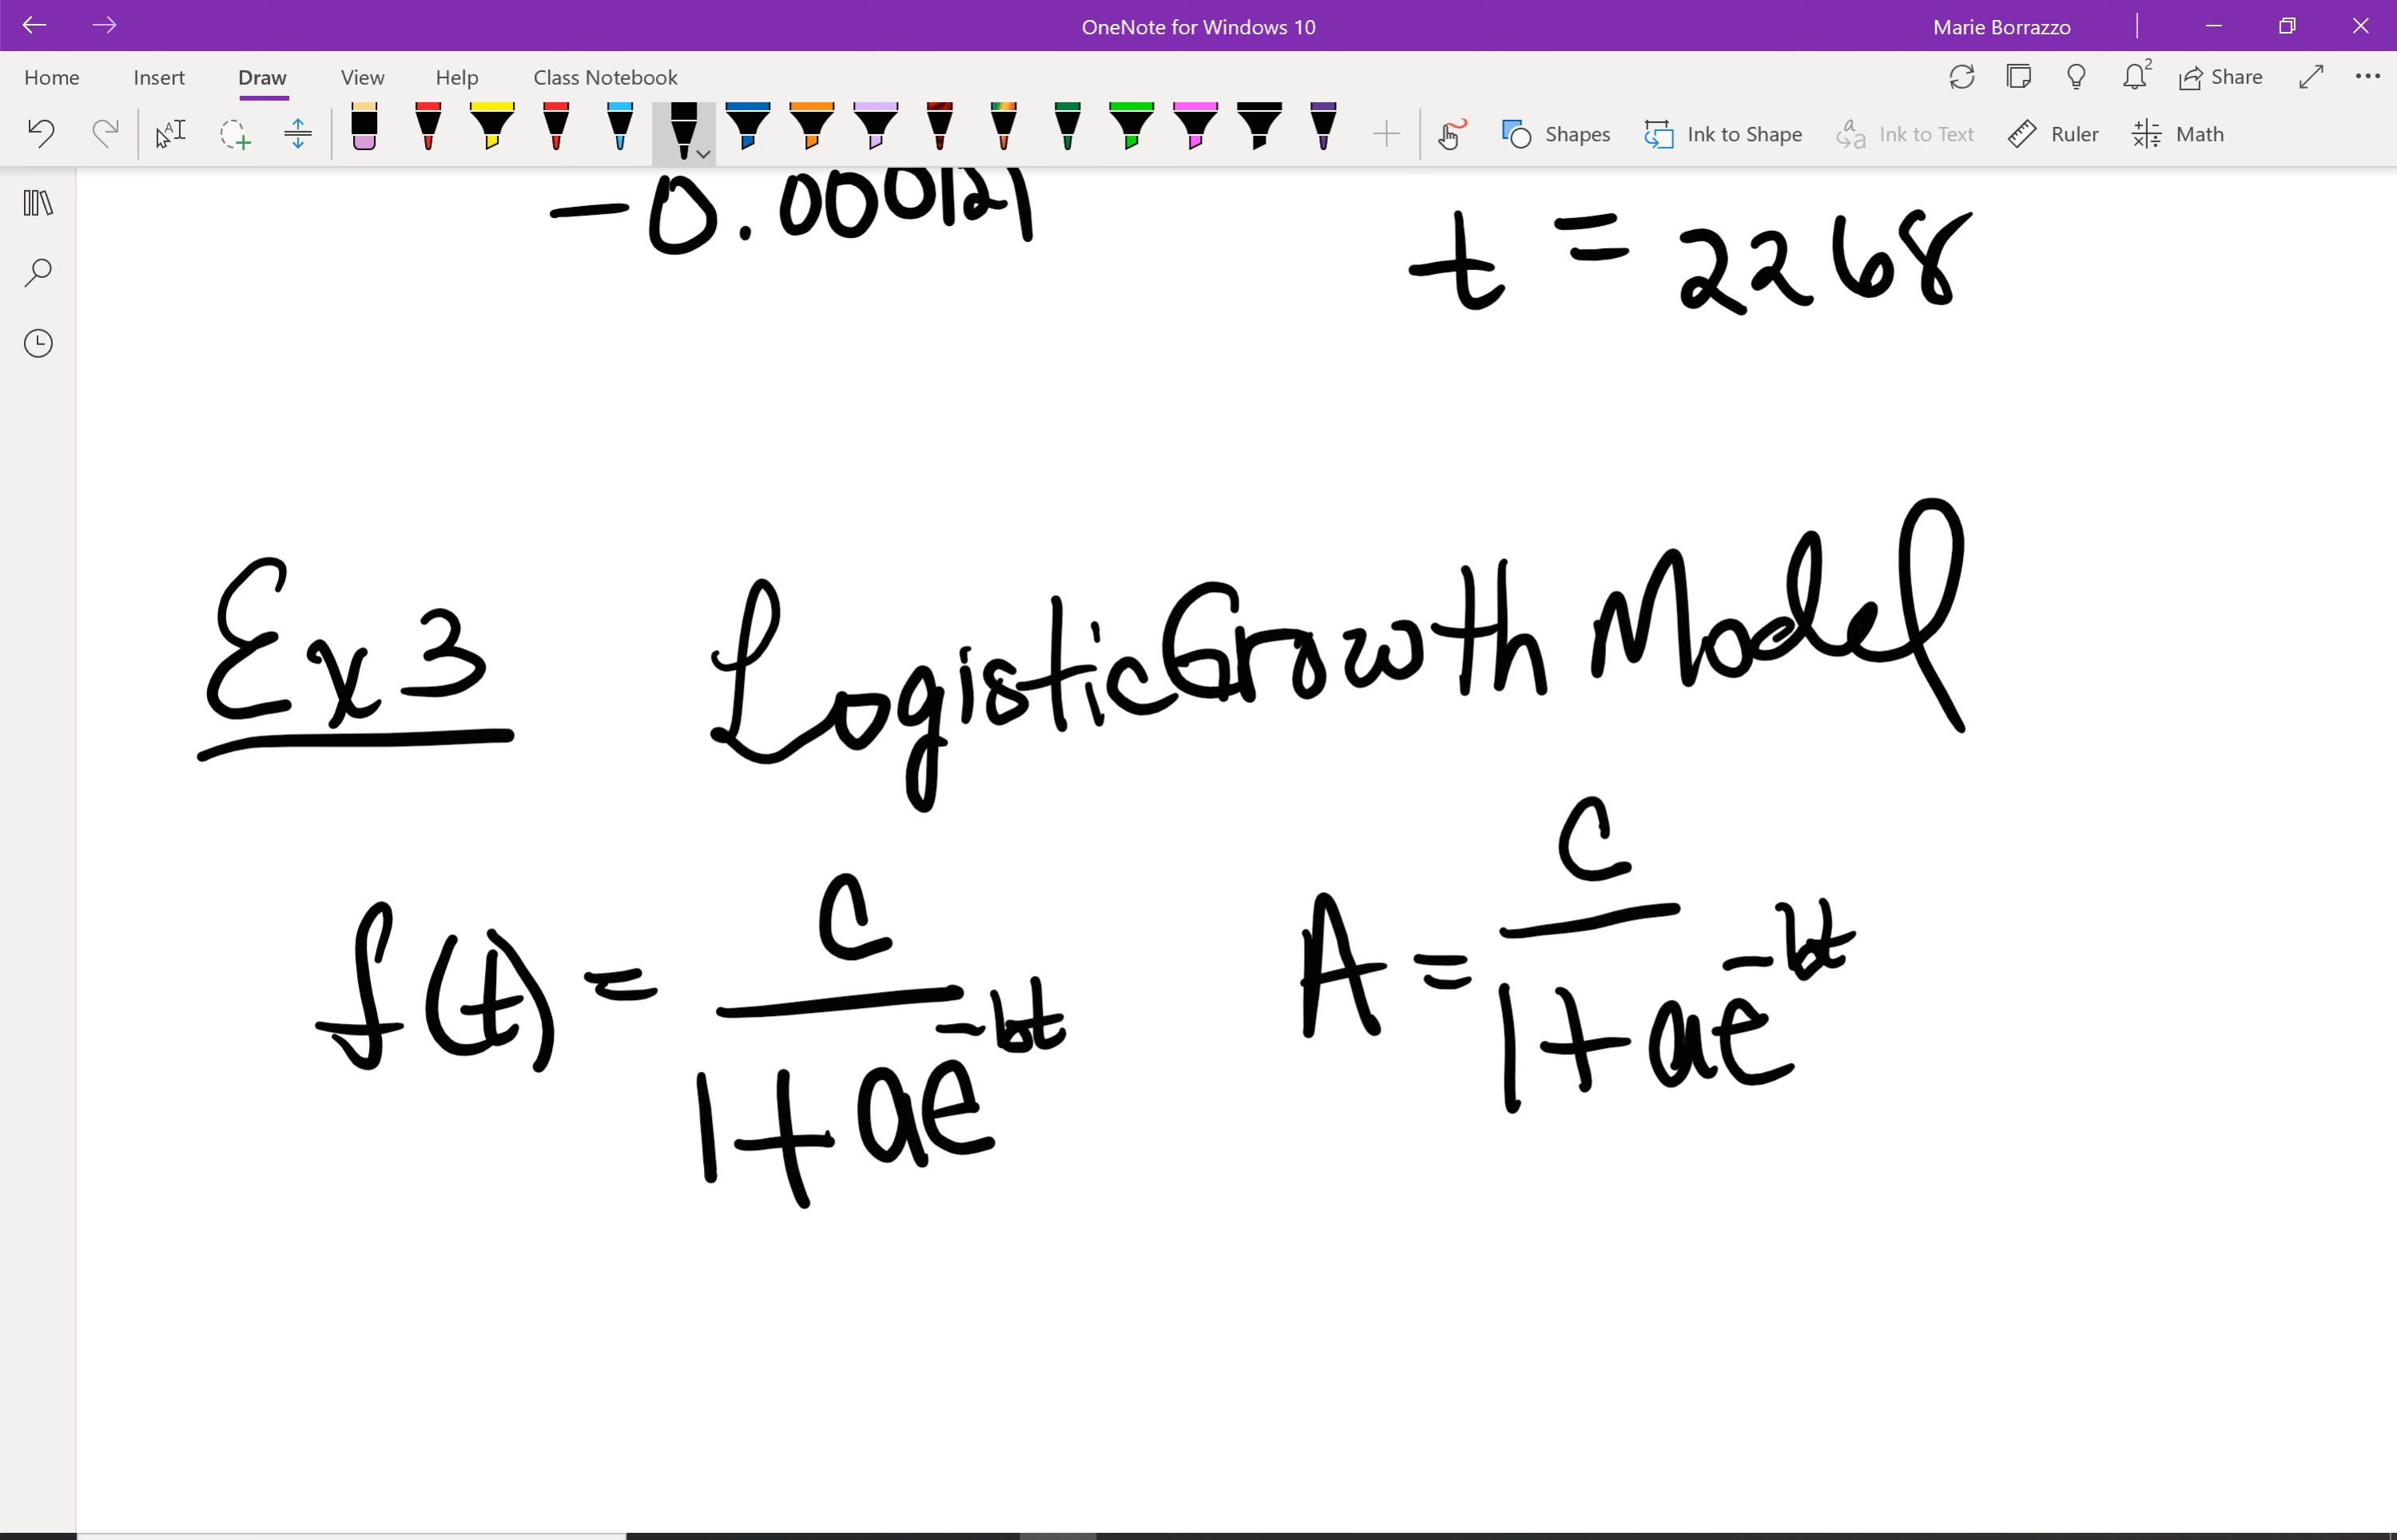 OneNote for Windows 10
Marie Borrazzo
Home Insert Draw View Help Class Notebook
2 Share
Shapes Ink to Shape Ink to Text Ruler Math
-0.000121
t = 2268
Ex 3 Logistic Growth Model
f(t) = c / 1 + ae^-bt
A = c / 1 + ae^-bt